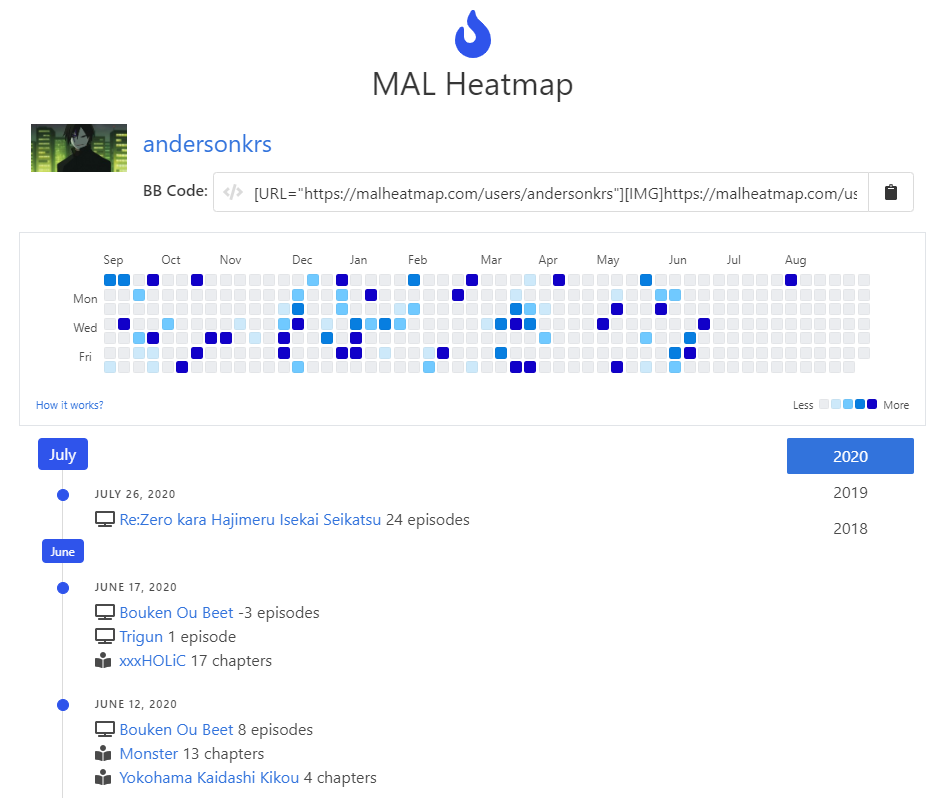 MAL Heatmap
andersonkrs
BB Code: [URL="https://malheatmap.com/users/andersonkrs"][IMG]https://malheatmap.com/us
Sep Oct Nov Dec Jan Feb Mar Apr May Jun Jul Aug
Mon
Wed
Fri
How it works? Less More
July
2020
2019
2018
JULY 26, 2020
Re:Zero kara Hajimeru Isekai Seikatsu 24 episodes
June
JUNE 17, 2020
Bouken Ou Beet -3 episodes
Trigun 1 episode
xxxHOLiC 17 chapters
JUNE 12, 2020
Bouken Ou Beet 8 episodes
Monster 13 chapters
Yokohama Kaidashi Kikou 4 chapters